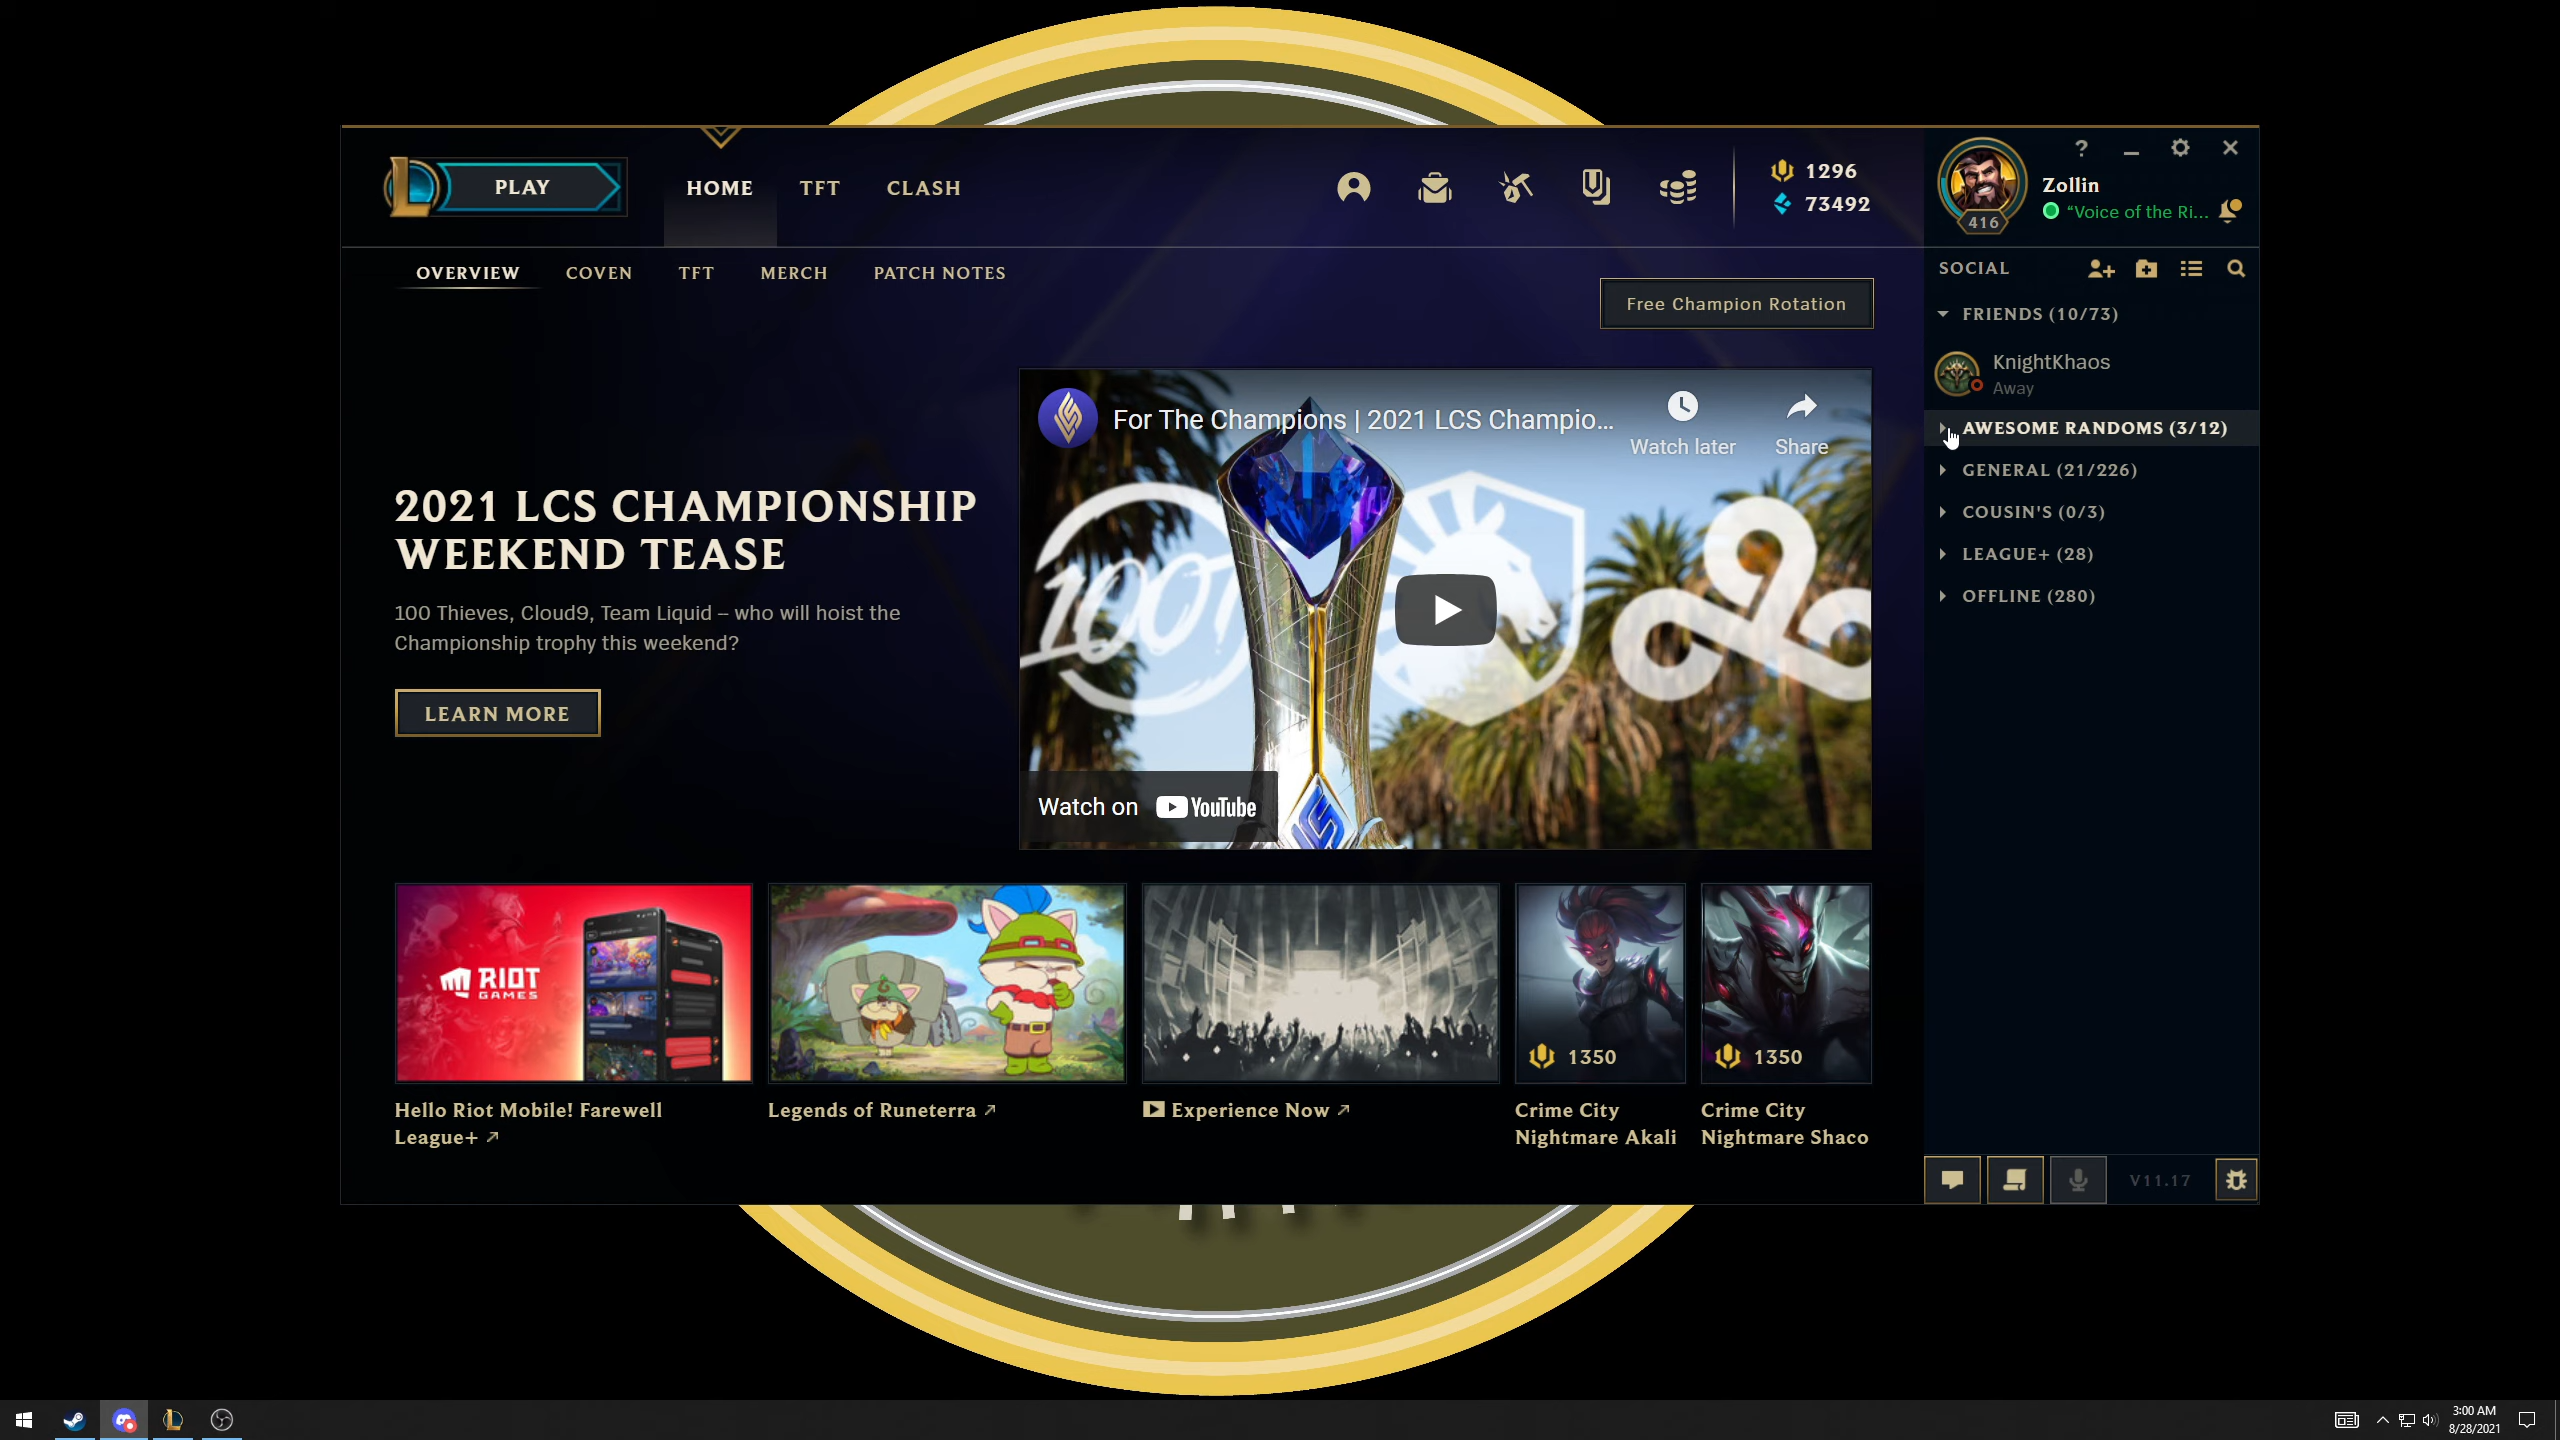 PLAY
HOME
TFT
CLASH
1296
73492
?
Zollin
416
“Voice of the Ri...
OVERVIEW
COVEN
TFT
MERCH
PATCH NOTES
Free Champion Rotation
SOCIAL
FRIENDS (10/73)
KnightKhaos
Away
AWESOME RANDOMS (3/12)
GENERAL (21/226)
COUSIN'S (0/3)
LEAGUE+ (28)
OFFLINE (280)
2021 LCS CHAMPIONSHIP
WEEKEND TEASE
100 Thieves, Cloud9, Team Liquid – who will hoist the
Championship trophy this weekend?
LEARN MORE
For The Champions | 2021 LCS Champio...
Watch later
Share
100T
Watch on YouTube
RIOT
GAMES
1350
1350
Hello Riot Mobile! Farewell
League+
Legends of Runeterra
Experience Now
Crime City
Nightmare Akali
Crime City
Nightmare Shaco
V11.17
3:00 AM
8/28/2021